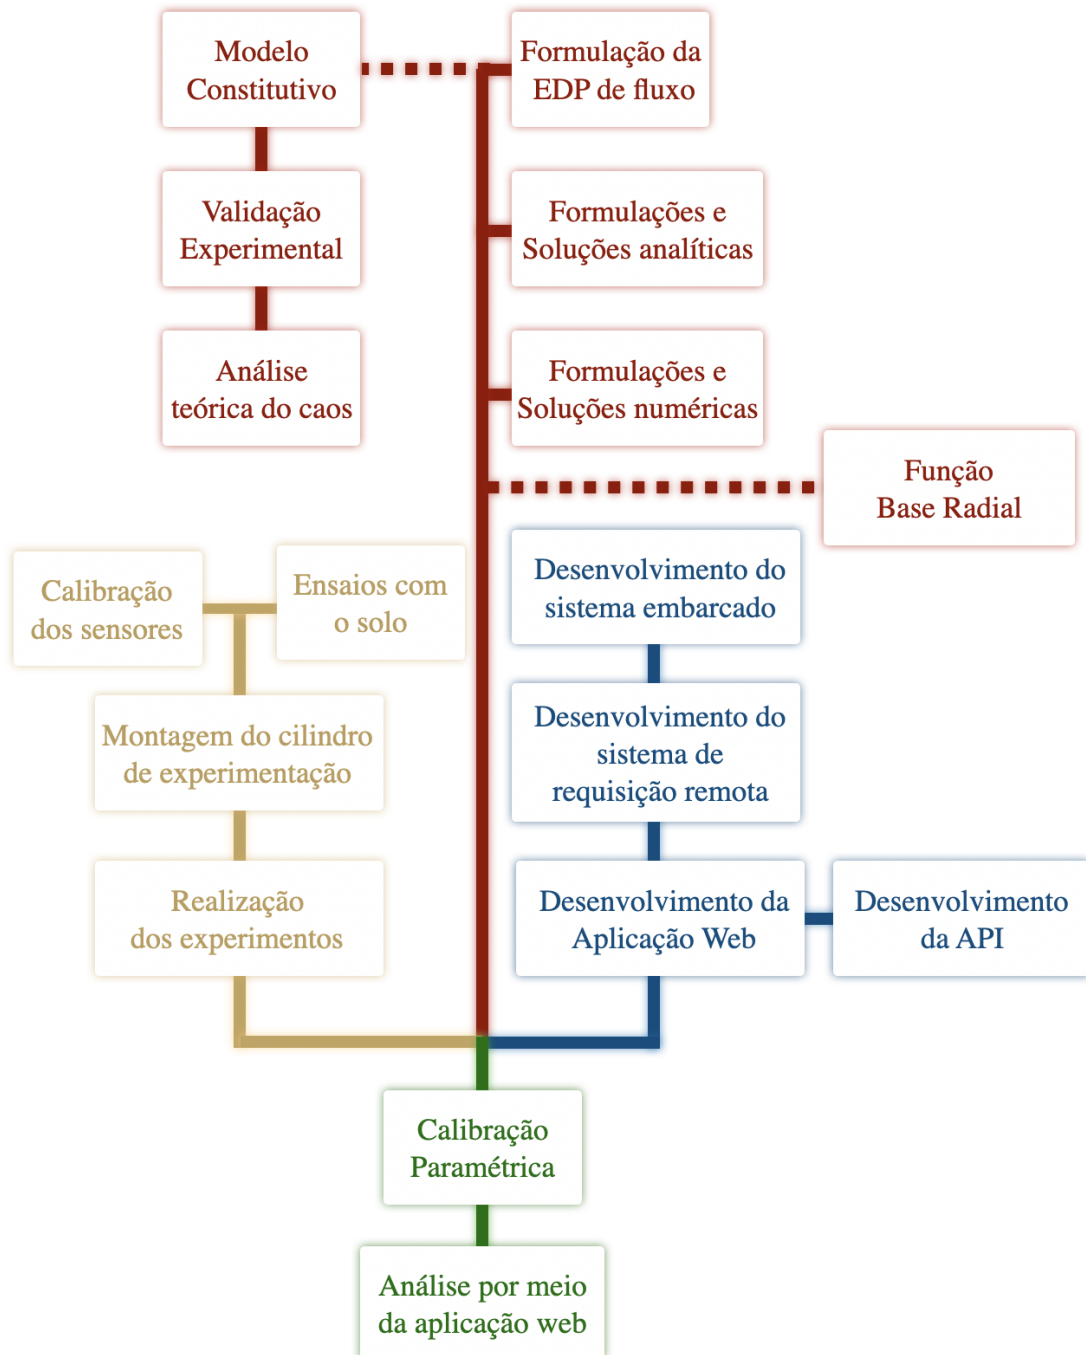 Modelo
Constitutivo
Formulação da
EDP de fluxo
Validação
Experimental
Formulações e
Soluções analíticas
Análise
teórica do caos
Formulações e
Soluções numéricas
Função
Base Radial
Calibração
dos sensores
Ensaios com
o solo
Desenvolvimento do
sistema embarcado
Montagem do cilindro
de experimentação
Desenvolvimento do
sistema de
requisição remota
Realização
dos experimentos
Desenvolvimento da
Aplicação Web
Desenvolvimento
da API
Calibração
Paramétrica
Análise por meio
da aplicação web